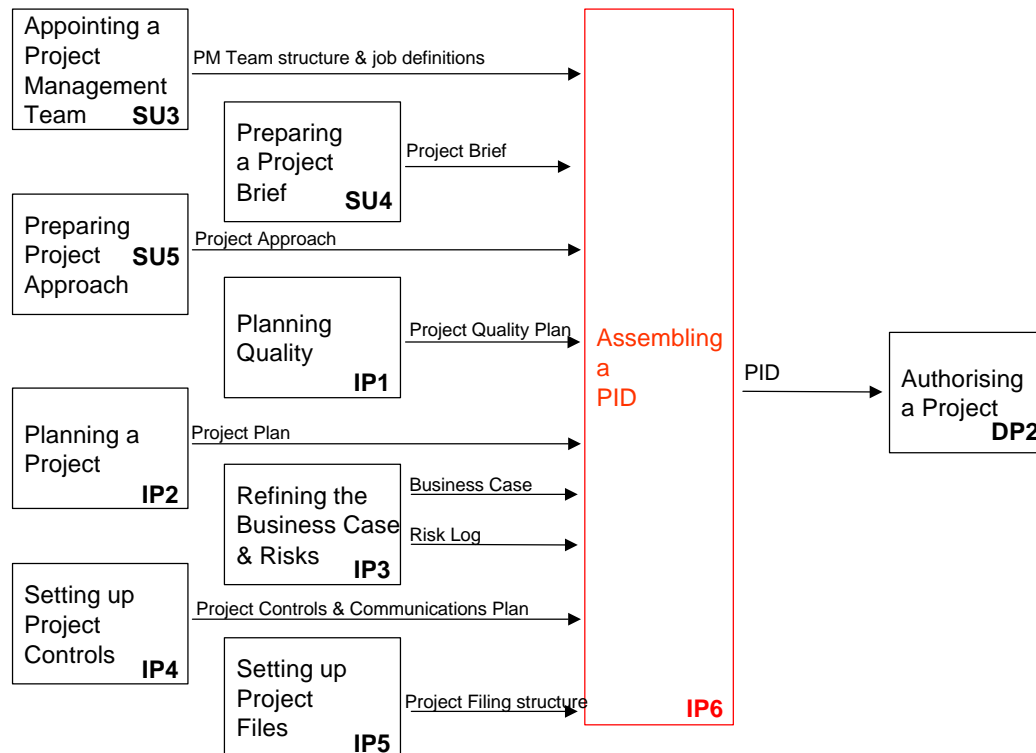 Appointing a
Project
Management
Team
SU3
PM Team structure & job definitions
Preparing
a Project
Brief
SU4
Project Brief
Preparing
Project
Approach
SU5
Project Approach
Planning
Quality
IP1
Project Quality Plan
Planning a
Project
IP2
Project Plan
Refining the
Business Case
& Risks
IP3
Business Case
Risk Log
Setting up
Project
Controls
IP4
Project Controls & Communications Plan
Setting up
Project
Files
IP5
Project Filing structure
Assembling
a
PID
IP6
PID
Authorising
a Project
DP2